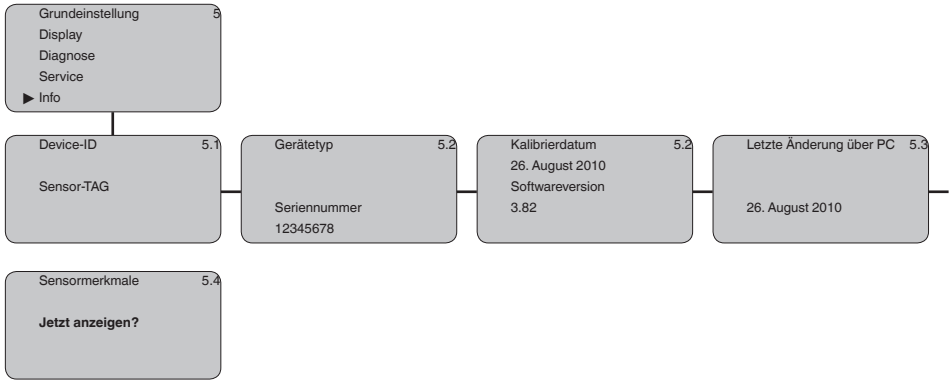 Grundeinstellung 5
Display
Diagnose
Service
▶ Info
Device-ID 5.1
Sensor-TAG
Gerätetyp 5.2
Seriennummer
12345678
Kalibrierdatum 5.2
26. August 2010
Softwareversion
3.82
Letzte Änderung über PC 5.3
26. August 2010
Sensormerkmale 5.4
Jetzt anzeigen?